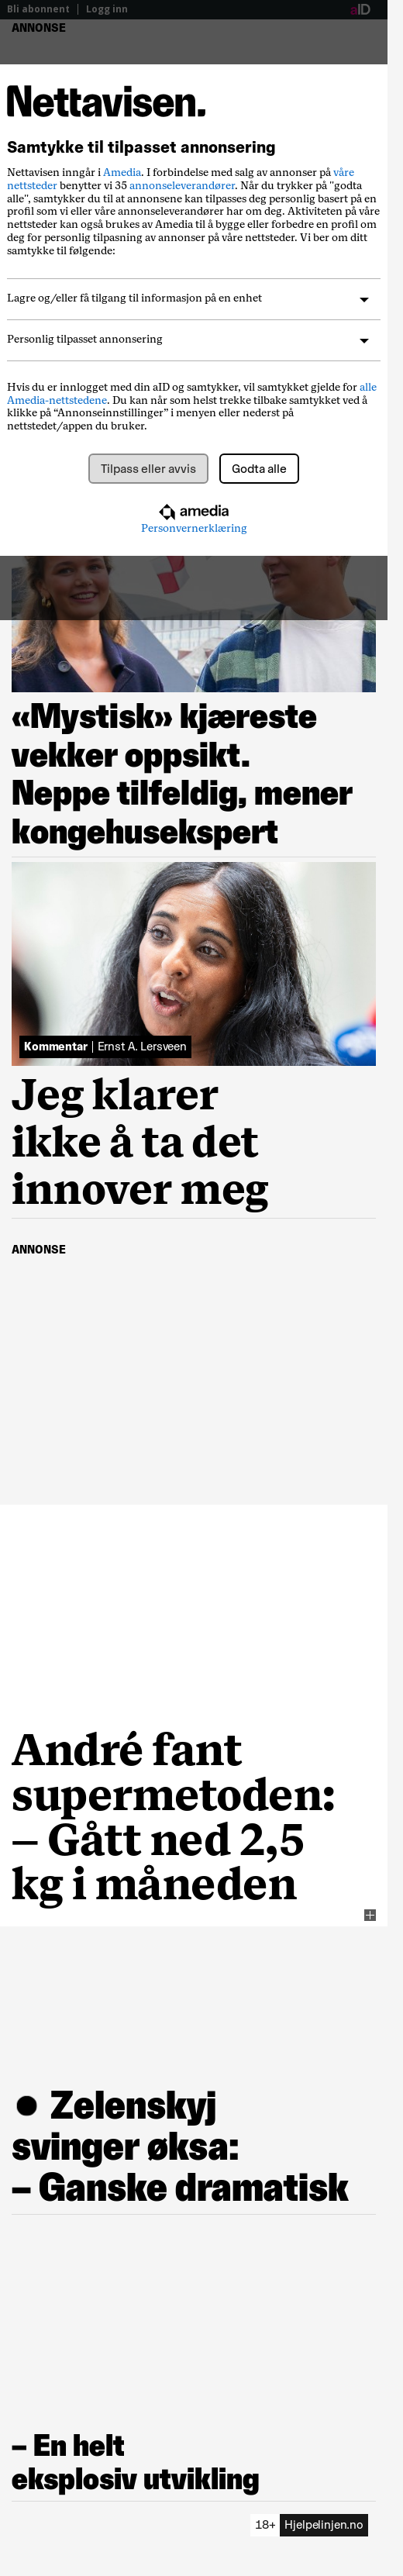 Bli abonnent | Logg inn
aID
ANNONSE
Nettavisen.
Samtykke til tilpasset annonsering
Nettavisen inngår i Amedia. I forbindelse med salg av annonser på våre
nettsteder benytter vi 35 annonseleverandører. Når du trykker på "godta
alle", samtykker du til at annonsene kan tilpasses deg personlig basert på en
profil som vi eller våre annonseleverandører har om deg. Aktiviteten på våre
nettsteder kan også brukes av Amedia til å bygge eller forbedre en profil om
deg for personlig tilpasning av annonser på våre nettsteder. Vi ber om ditt
samtykke til følgende:
Lagre og/eller få tilgang til informasjon på en enhet
Personlig tilpasset annonsering
Hvis du er innlogget med din aID og samtykker, vil samtykket gjelde for alle
Amedia-nettstedene. Du kan når som helst trekke tilbake samtykket ved å
klikke på “Annonseinnstillinger” i menyen eller nederst på
nettstedet/appen du bruker.
Tilpass eller avvis
Godta alle
amedia
Personvernerklæring
«Mystisk» kjæreste
vekker oppsikt.
Neppe tilfeldig, mener
kongehusekspert
Kommentar | Ernst A. Lersveen
Jeg klarer
ikke å ta det
innover meg
ANNONSE
André fant
supermetoden:
– Gått ned 2,5
kg i måneden
● Zelenskyj
svinger øksa:
– Ganske dramatisk
– En helt
eksplosiv utvikling
18+ Hjelpelinjen.no